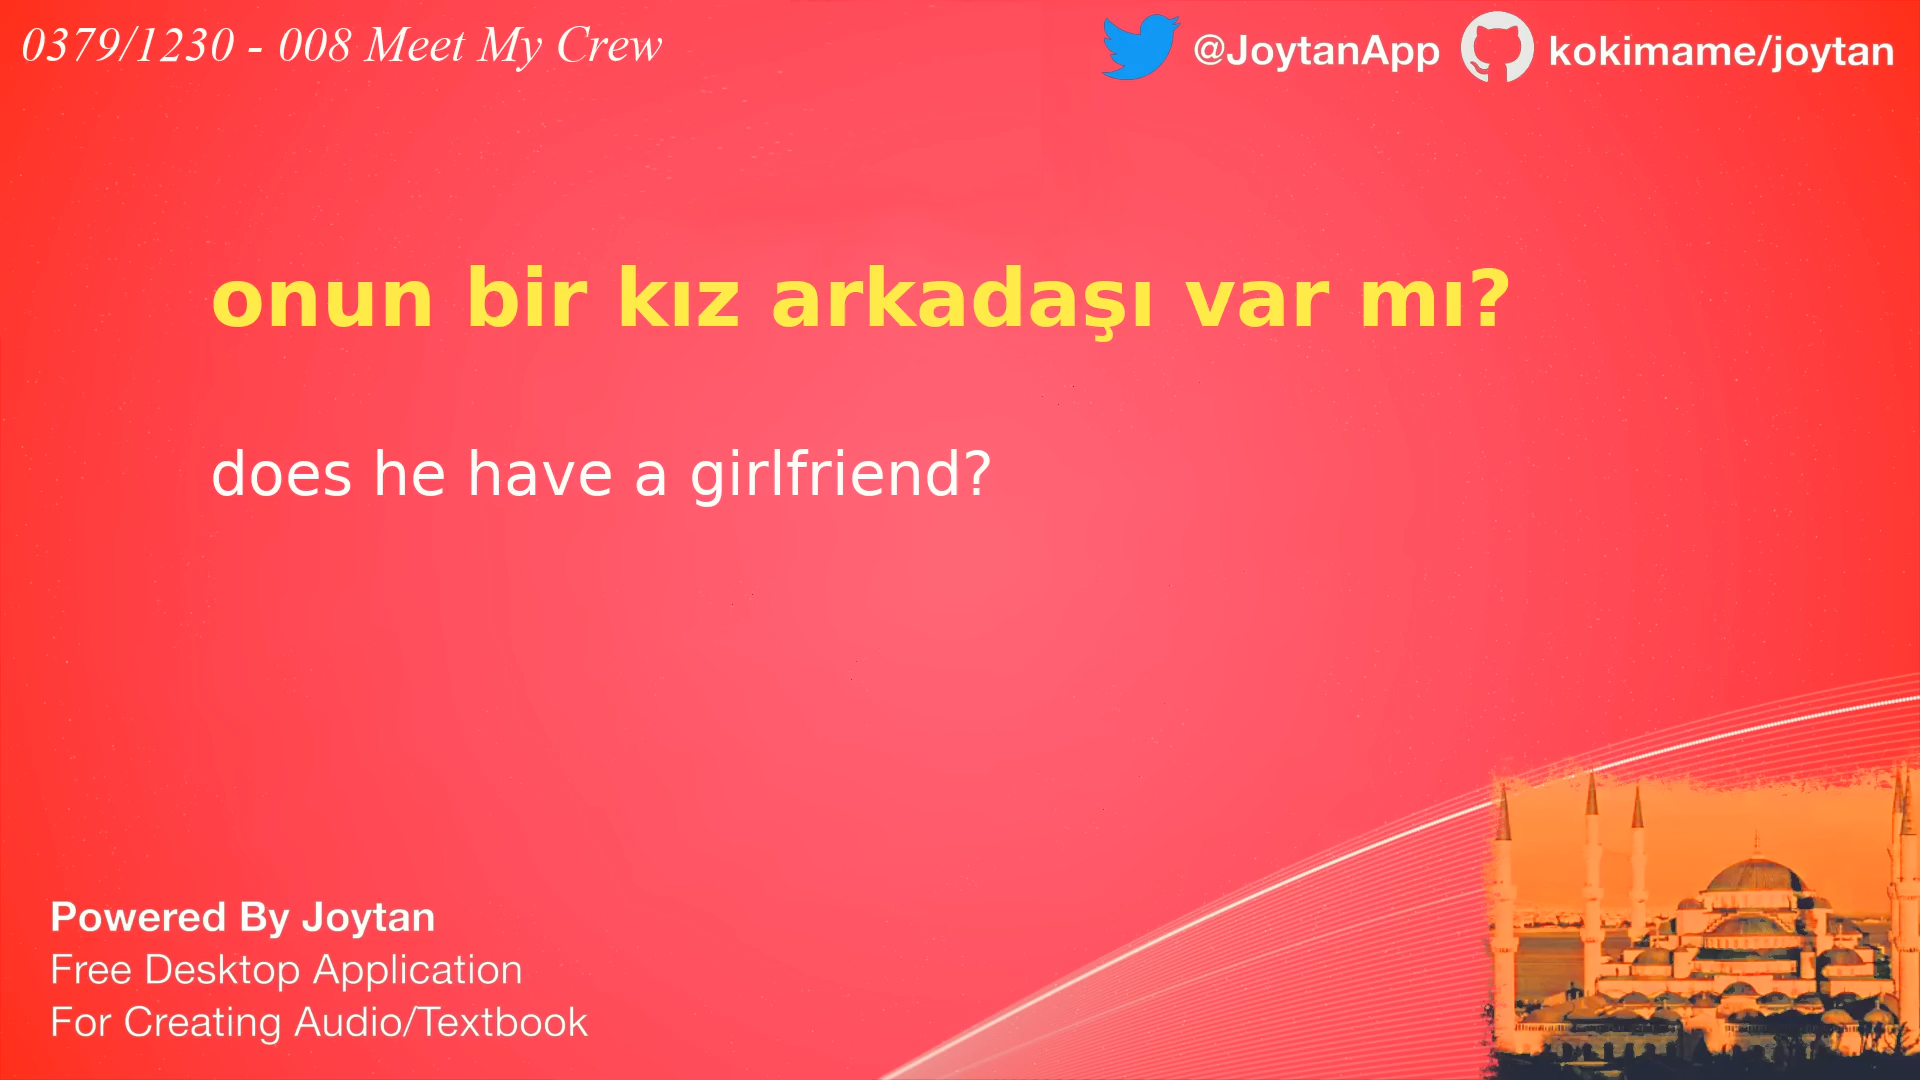 0379/1230 - 008 Meet My Crew
@JoytanApp
kokimame/joytan
onun bir kız arkadaşı var mı?
does he have a girlfriend?
Powered By Joytan
Free Desktop Application
For Creating Audio/Textbook